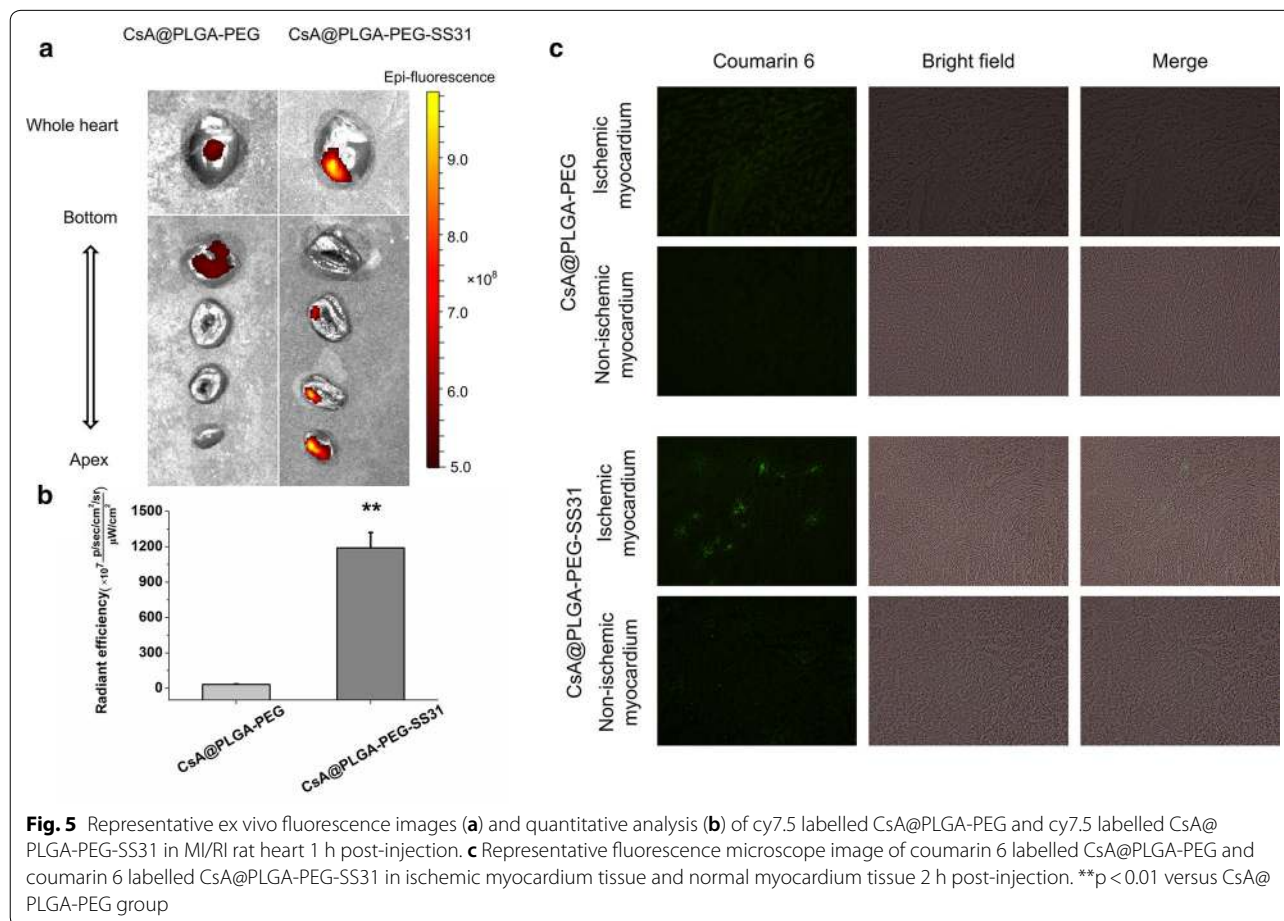 a
CsA@PLGA-PEG CsA@PLGA-PEG-SS31
Epi-fluorescence
Whole heart
Bottom
Apex
9.0
8.0
×10⁸
7.0
6.0
5.0
b
Radiant efficiency( ×10⁷ p/sec/cm²/sr
μW/cm²
1500
1200
900
600
300
0
**
CsA@PLGA-PEG
CsA@PLGA-PEG-SS31
c
Coumarin 6 Bright field Merge
CsA@PLGA-PEG
Ischemic
myocardium
Non-ischemic
myocardium
CsA@PLGA-PEG-SS31
Ischemic
myocardium
Non-ischemic
myocardium
Fig. 5 Representative ex vivo fluorescence images (a) and quantitative analysis (b) of cy7.5 labelled CsA@PLGA-PEG and cy7.5 labelled CsA@
PLGA-PEG-SS31 in MI/RI rat heart 1 h post-injection. c Representative fluorescence microscope image of coumarin 6 labelled CsA@PLGA-PEG and
coumarin 6 labelled CsA@PLGA-PEG-SS31 in ischemic myocardium tissue and normal myocardium tissue 2 h post-injection. **p < 0.01 versus CsA@
PLGA-PEG group